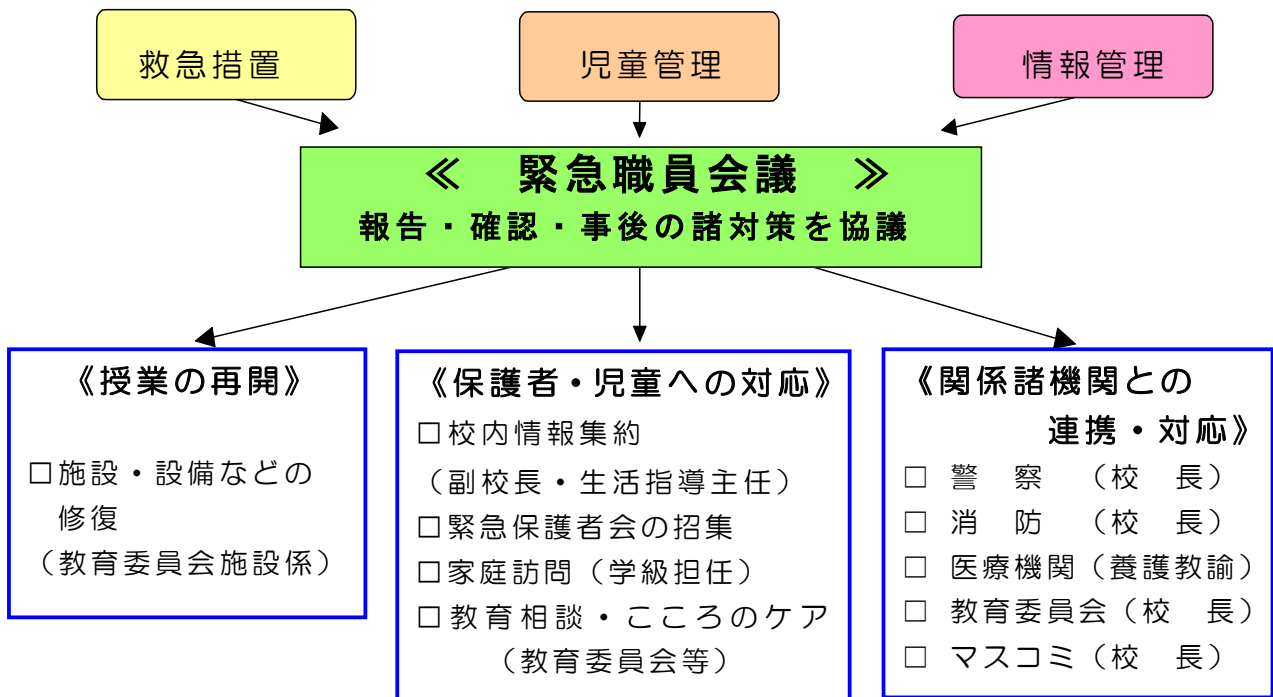 救急措置
児童管理
情報管理
≪　緊急職員会議　≫
報告・確認・事後の諸対策を協議
《授業の再開》
□施設・設備などの
修復
（教育委員会施設係）
《保護者・児童への対応》
□校内情報集約
（副校長・生活指導主任）
□緊急保護者会の招集
□家庭訪問（学級担任）
□教育相談・こころのケア
（教育委員会等）
《関係諸機関との
連携・対応》
□　警　察　（校　長）
□　消　防　（校　長）
□　医療機関（養護教諭）
□　教育委員会（校　長）
□　マスコミ（校　長）